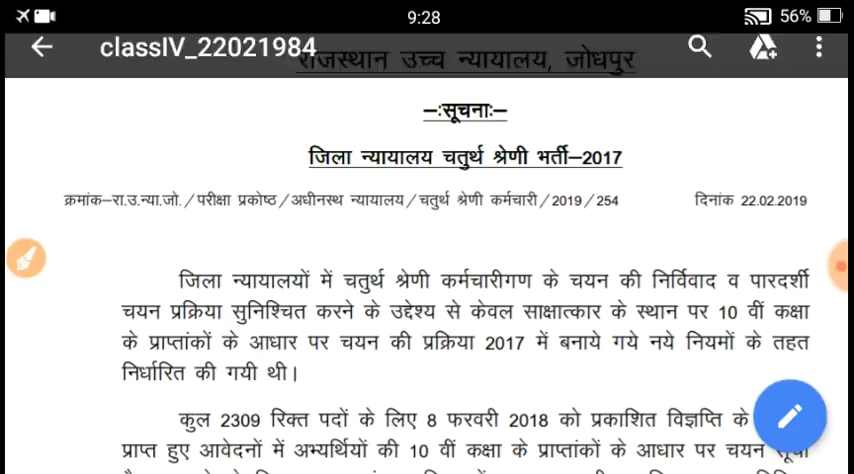 9:28
56%
classIV_22021984
राजस्थान उच्च न्यायालय, जोधपुर
–:सूचना:–
जिला न्यायालय चतुर्थ श्रेणी भर्ती–2017
क्रमांक–रा.उ.न्या.जो./परीक्षा प्रकोष्ठ/अधीनस्थ न्यायालय/चतुर्थ श्रेणी कर्मचारी/2019/254 दिनांक 22.02.2019
जिला न्यायालयों में चतुर्थ श्रेणी कर्मचारीगण के चयन की निर्विवाद व पारदर्शी
चयन प्रक्रिया सुनिश्चित करने के उद्देश्य से केवल साक्षात्कार के स्थान पर 10 वीं कक्षा
के प्राप्तांकों के आधार पर चयन की प्रक्रिया 2017 में बनाये गये नये नियमों के तहत
निर्धारित की गयी थी।
कुल 2309 रिक्त पदों के लिए 8 फरवरी 2018 को प्रकाशित विज्ञप्ति के
प्राप्त हुए आवेदनों में अभ्यर्थियों की 10 वीं कक्षा के प्राप्तांकों के आधार पर चयन सूची